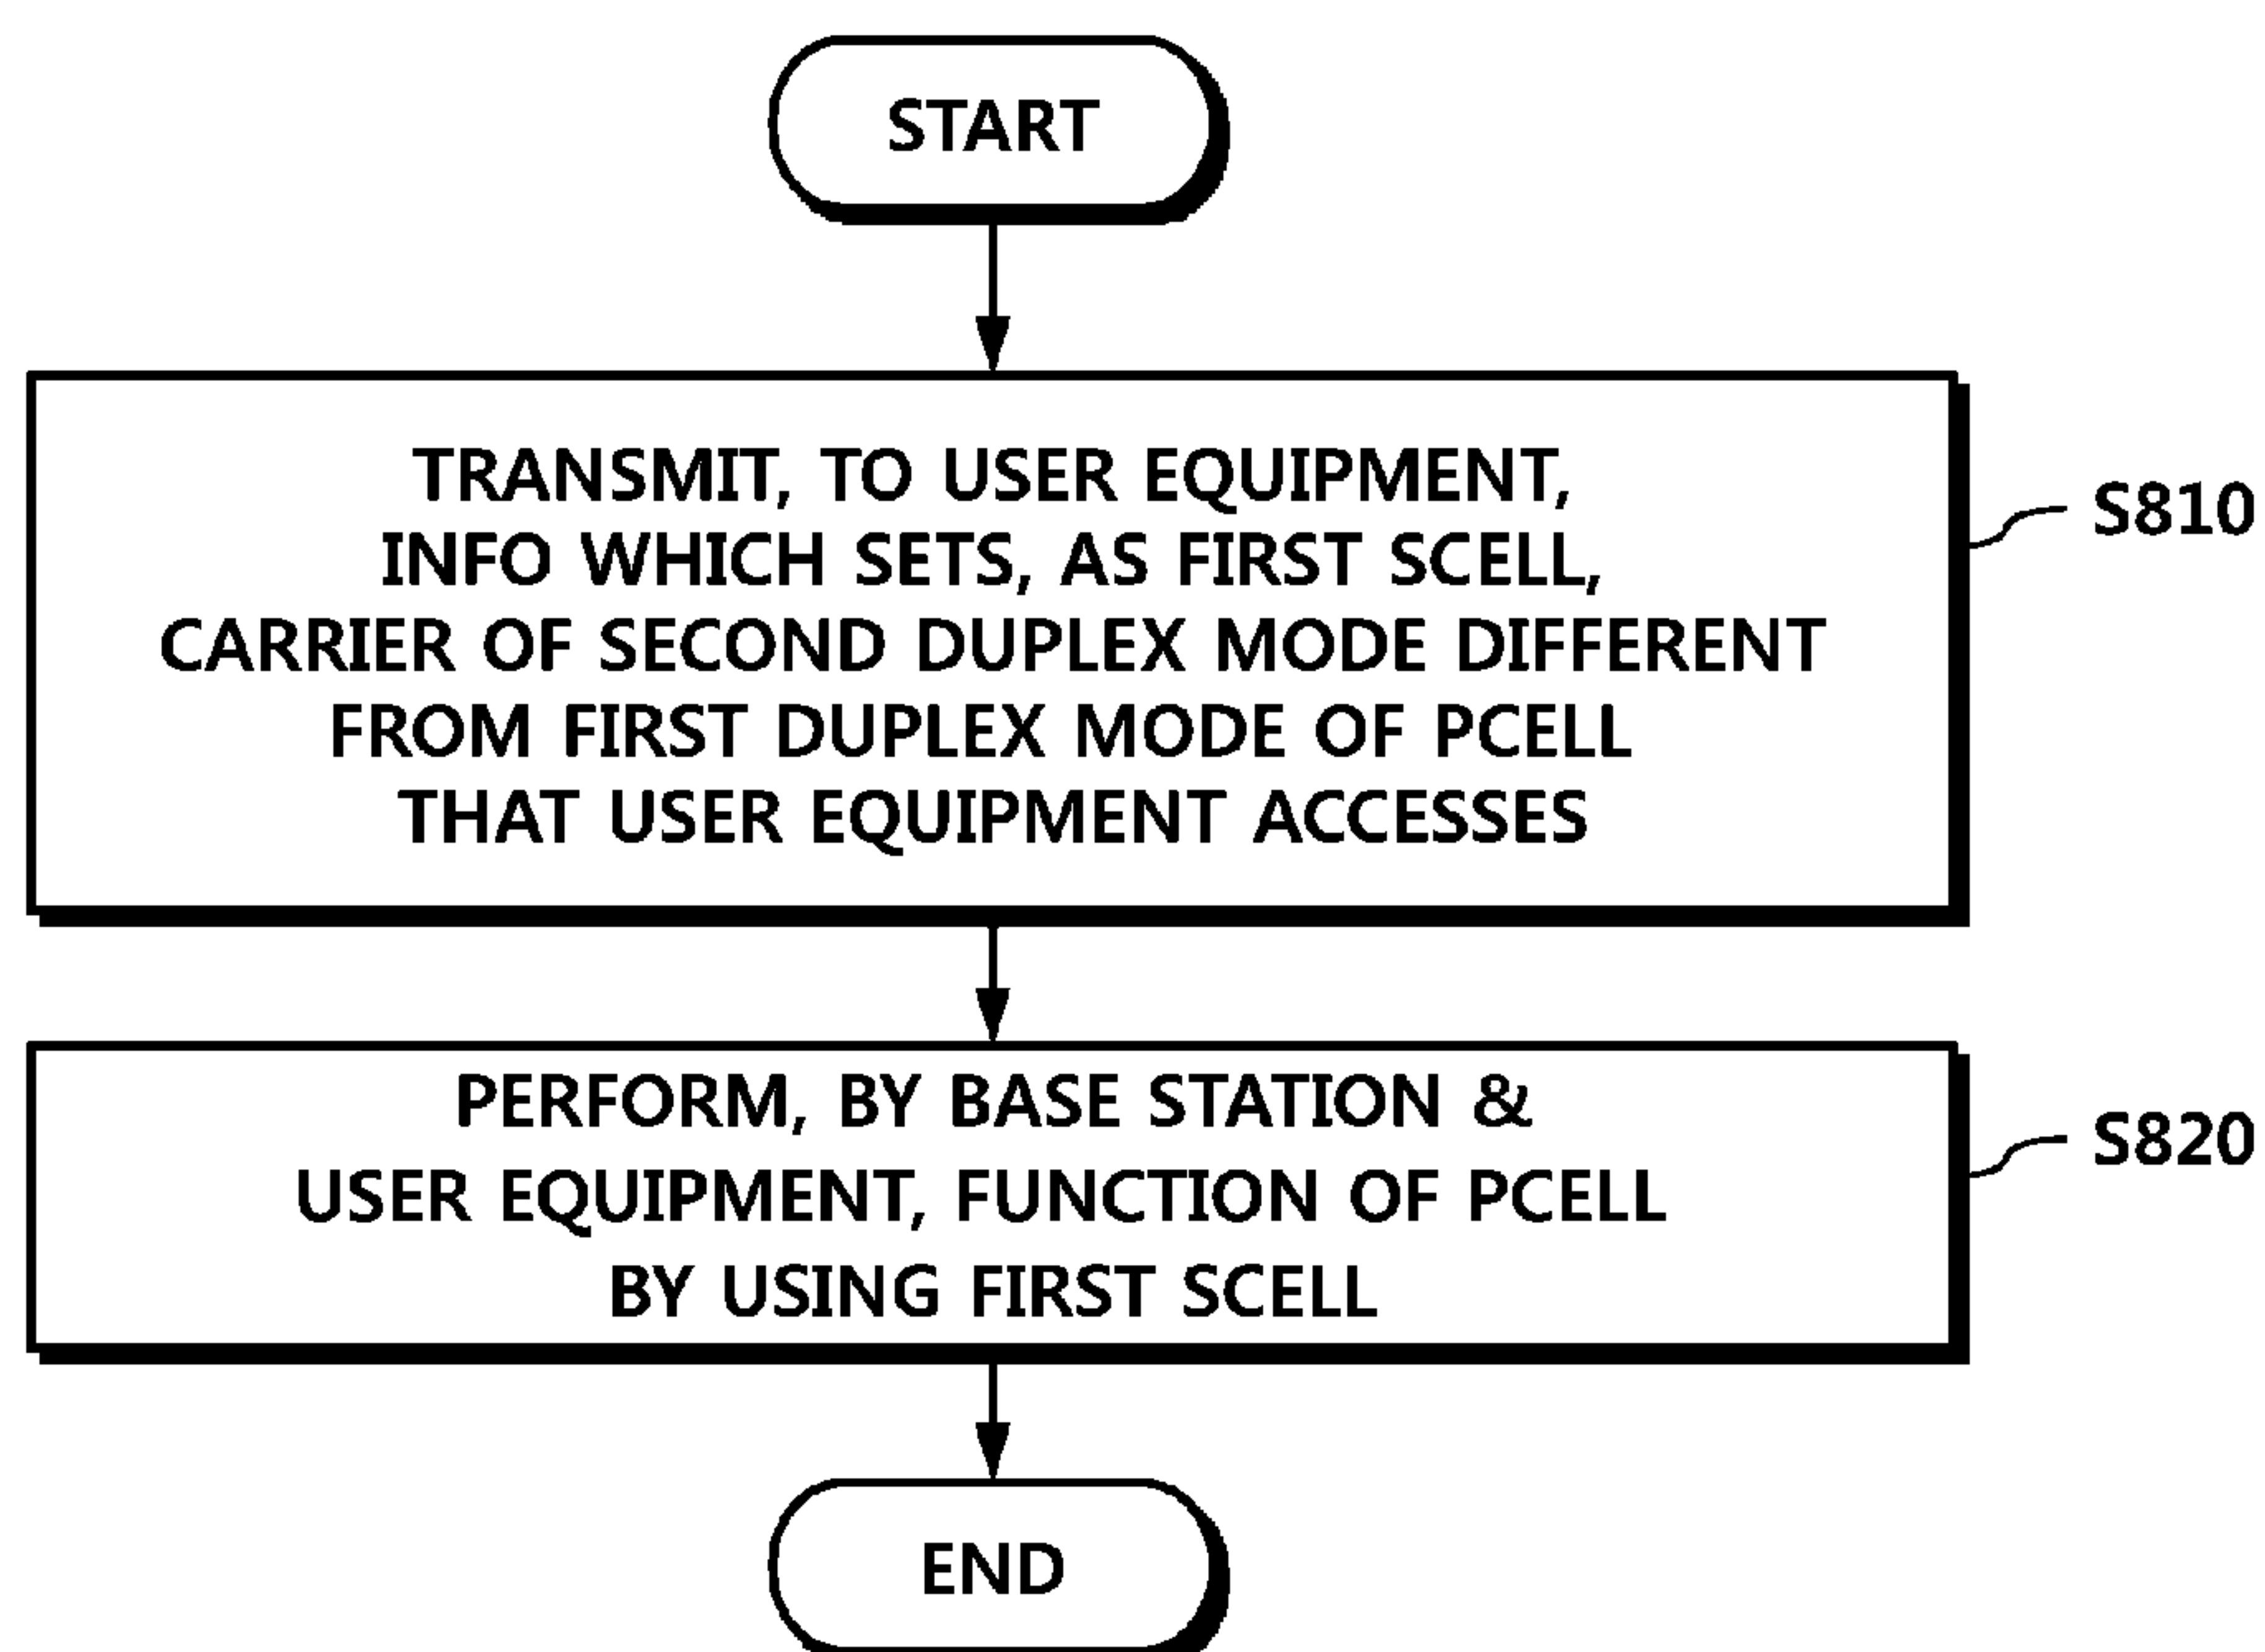 START
TRANSMIT, TO USER EQUIPMENT,
INFO WHICH SETS, AS FIRST SCELL,
CARRIER OF SECOND DUPLEX MODE DIFFERENT
FROM FIRST DUPLEX MODE OF PCELL
THAT USER EQUIPMENT ACCESSES
S810
PERFORM, BY BASE STATION &
USER EQUIPMENT, FUNCTION OF PCELL
BY USING FIRST SCELL
S820
END